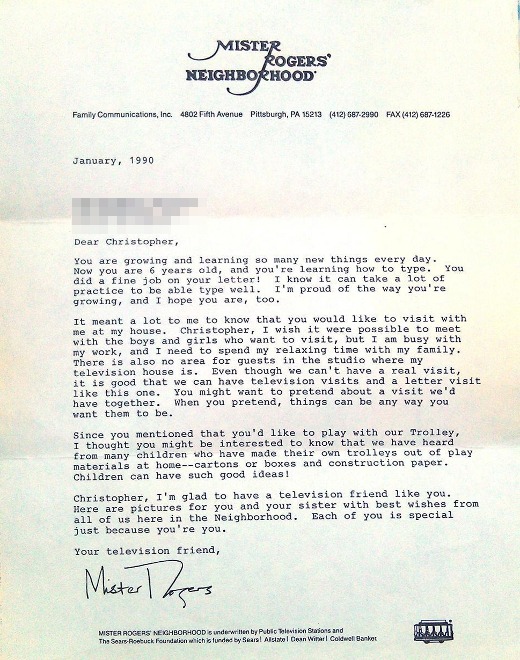 MISTER
ROGERS'
NEIGHBORHOOD
Family Communications, Inc. 4802 Fifth Avenue Pittsburgh, PA 15213 (412) 687-2990 FAX (412) 687-1226
January, 1990
Dear Christopher,
You are growing and learning so many new things every day.
Now you are 6 years old, and you're learning how to type. You
did a fine job on your letter! I know it can take a lot of
practice to be able type well. I'm proud of the way you're
growing, and I hope you are, too.
It meant a lot to me to know that you would like to visit with
me at my house. Christopher, I wish it were possible to meet
with the boys and girls who want to visit, but I am busy with
my work, and I need to spend my relaxing time with my family.
There is also no area for guests in the studio where my
television house is. Even though we can't have a real visit,
it is good that we can have television visits and a letter visit
like this one. You might want to pretend about a visit we'd
have together. When you pretend, things can be any way you
want them to be.
Since you mentioned that you'd like to play with our Trolley,
I thought you might be interested to know that we have heard
from many children who have made their own trolleys out of play
materials at home--cartons or boxes and construction paper.
Children can have such good ideas!
Christopher, I'm glad to have a television friend like you.
Here are pictures for you and your sister with best wishes from
all of us here in the Neighborhood. Each of you is special
just because you're you.
Your television friend,
Mister Rogers
MISTER ROGERS' NEIGHBORHOOD is underwritten by Public Television Stations and
The Sears-Roebuck Foundation which is funded by Sears | Allstate | Dean Witter | Coldwell Banker.